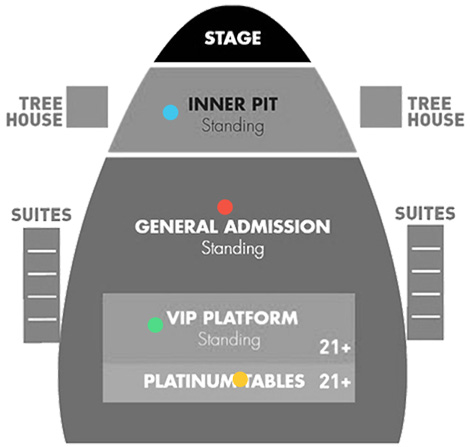 STAGE
INNER PIT
Standing
TREE
HOUSE
TREE
HOUSE
SUITES
SUITES
GENERAL ADMISSION
Standing
VIP PLATFORM
Standing
21+
PLATINUM TABLES 21+